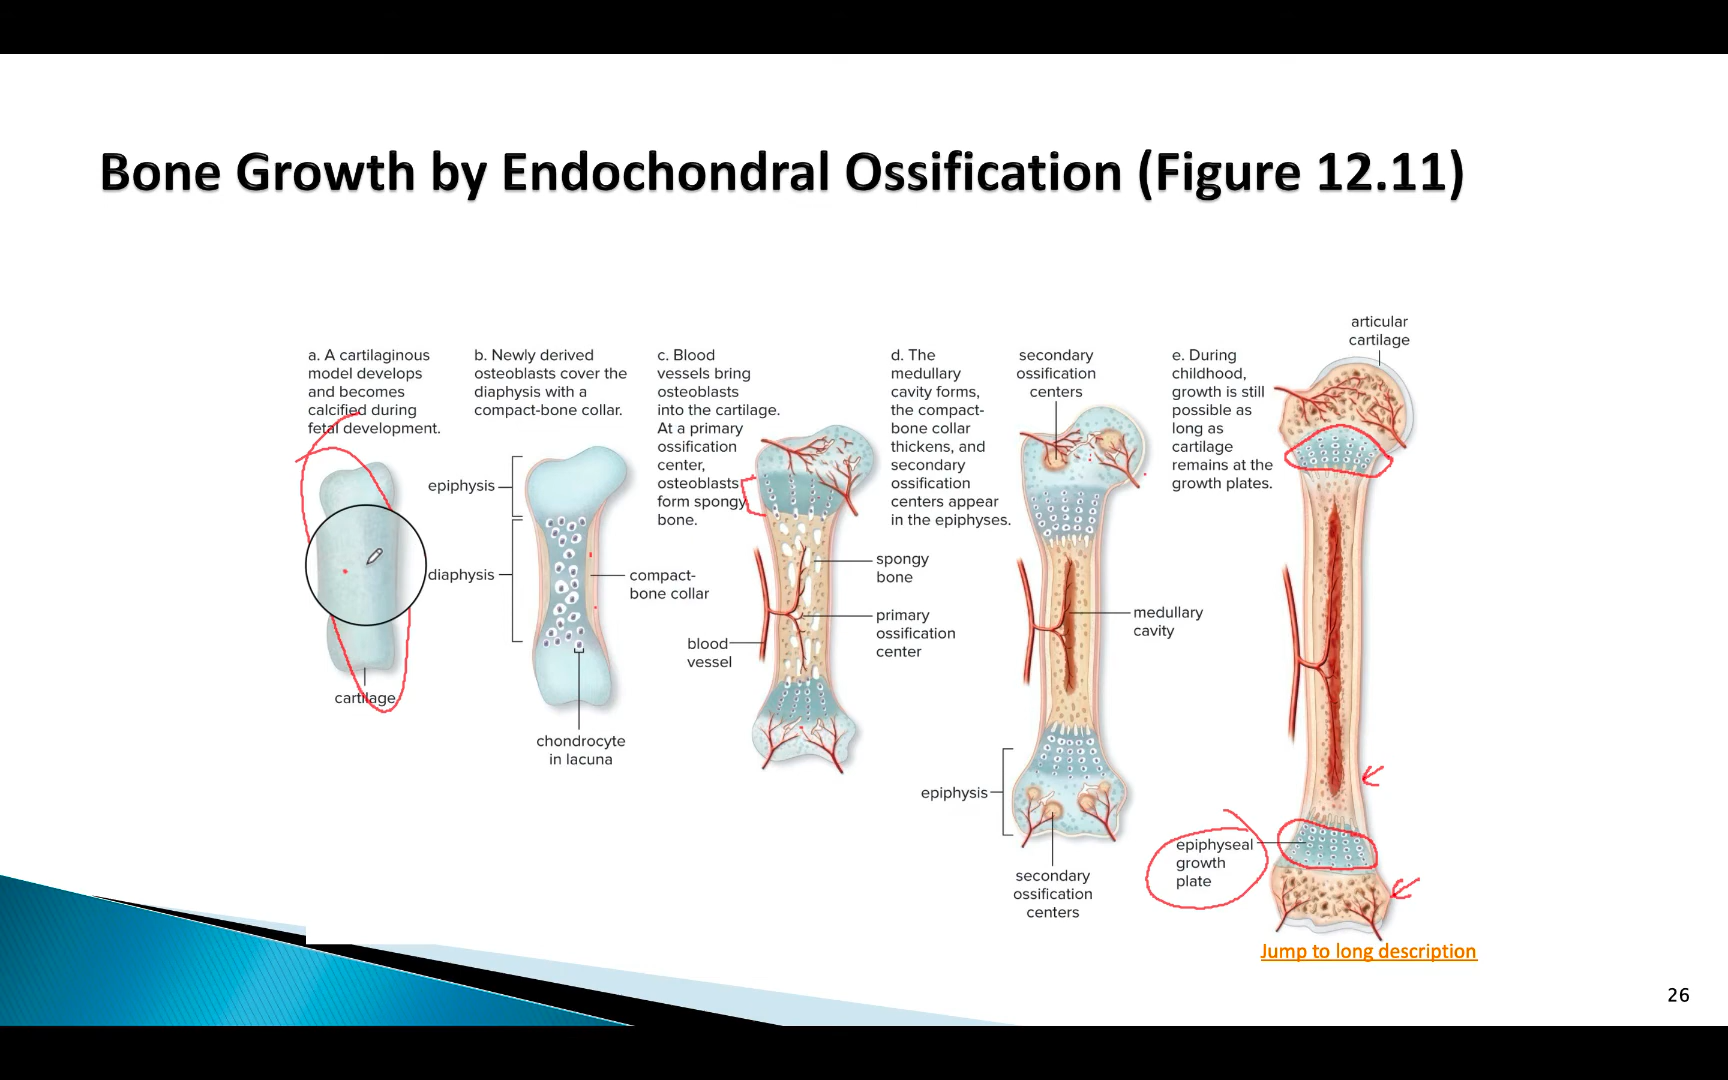 Bone Growth by Endochondral Ossification (Figure 12.11)
a. A cartilaginous
model develops
and becomes
calcified during
fetal development.
cartilage
b. Newly derived
osteoblasts cover the
diaphysis with a
compact-bone collar.
epiphysis
diaphysis
compact-
bone collar
chondrocyte
in lacuna
c. Blood
vessels bring
osteoblasts
into the cartilage.
At a primary
ossification
center,
osteoblasts
form spongy
bone.
spongy
bone
primary
ossification
center
blood
vessel
d. The
medullary
cavity forms,
the compact-
bone collar
thickens, and
secondary
ossification
centers appear
in the epiphyses.
secondary
ossification
centers
medullary
cavity
epiphysis
secondary
ossification
centers
e. During
childhood,
growth is still
possible as
long as
cartilage
remains at the
growth plates.
articular
cartilage
epiphyseal
growth
plate
Jump to long description
26